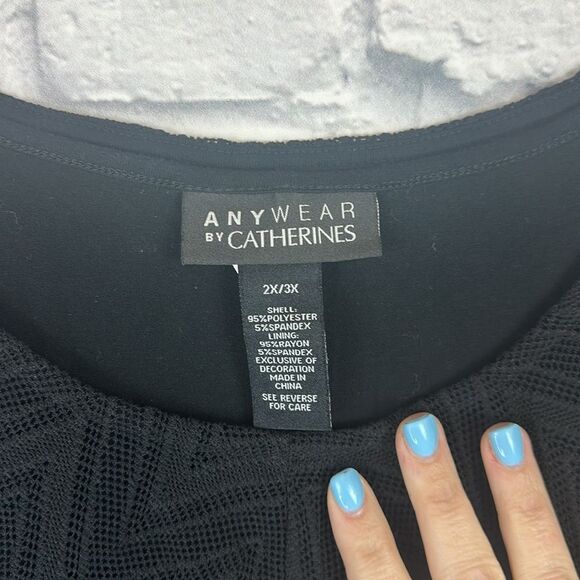 ANYWEAR
BY CATHERINES
2X/3X
SHELL:
95%POLYESTER
5%SPANDEX
LINING:
95%RAYON
5%SPANDEX
EXCLUSIVE OF
DECORATION
MADE IN
CHINA
SEE REVERSE
FOR CARE